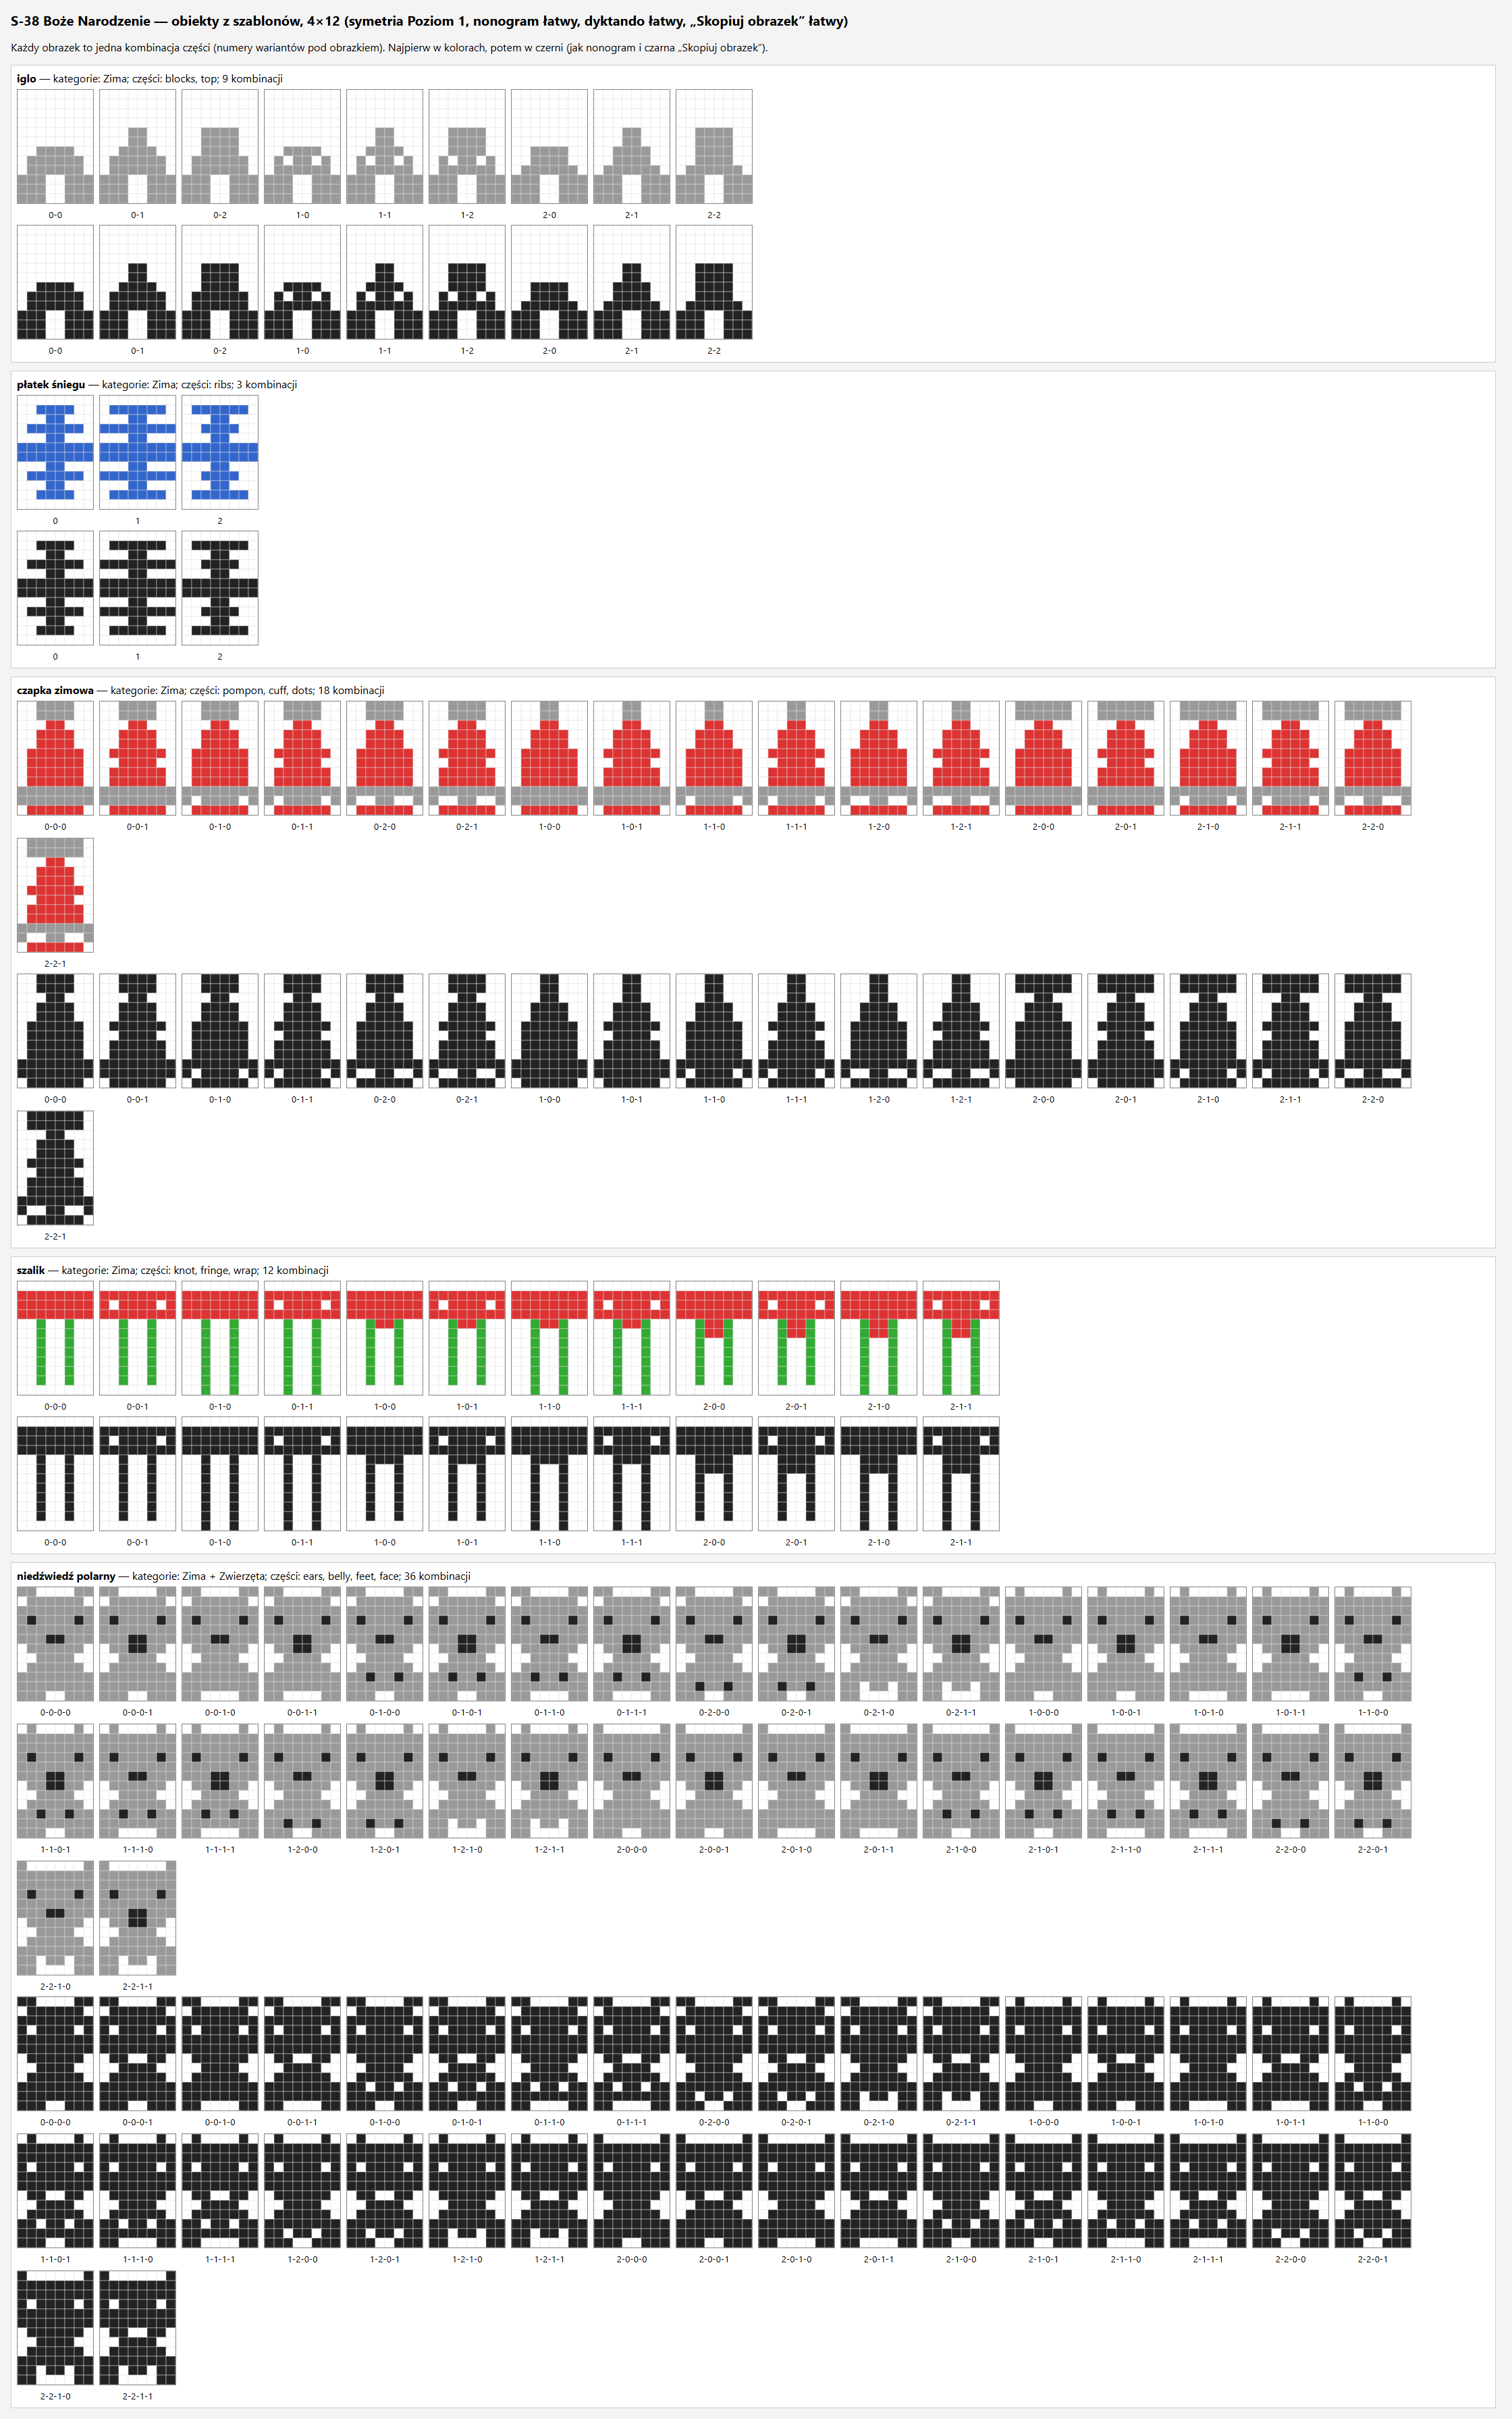 S-38 Boże Narodzenie — obiekty z szablonów, 4×12 (symetria Poziom 1, nonogram łatwy, dyktando łatwy, „Skopiuj obrazek” łatwy)
Każdy obrazek to jedna kombinacja części (numery wariantów pod obrazkiem). Najpierw w kolorach, potem w czerni (jak nonogram i czarna „Skopiuj obrazek”).
iglo — kategorie: Zima; części: blocks, top; 9 kombinacji
0-0 0-1 0-2 1-0 1-1 1-2 2-0 2-1 2-2
0-0 0-1 0-2 1-0 1-1 1-2 2-0 2-1 2-2
płatek śniegu — kategorie: Zima; części: ribs; 3 kombinacji
0 1 2
0 1 2
czapka zimowa — kategorie: Zima; części: pompon, cuff, dots; 18 kombinacji
0-0-0 0-0-1 0-1-0 0-1-1 0-2-0 0-2-1 1-0-0 1-0-1 1-1-0 1-1-1 1-2-0 1-2-1 2-0-0 2-0-1 2-1-0 2-1-1 2-2-0
2-2-1
0-0-0 0-0-1 0-1-0 0-1-1 0-2-0 0-2-1 1-0-0 1-0-1 1-1-0 1-1-1 1-2-0 1-2-1 2-0-0 2-0-1 2-1-0 2-1-1 2-2-0
2-2-1
szalik — kategorie: Zima; części: knot, fringe, wrap; 12 kombinacji
0-0-0 0-0-1 0-1-0 0-1-1 1-0-0 1-0-1 1-1-0 1-1-1 2-0-0 2-0-1 2-1-0 2-1-1
0-0-0 0-0-1 0-1-0 0-1-1 1-0-0 1-0-1 1-1-0 1-1-1 2-0-0 2-0-1 2-1-0 2-1-1
niedźwiedź polarny — kategorie: Zima + Zwierzęta; części: ears, belly, feet, face; 36 kombinacji
0-0-0-0 0-0-0-1 0-0-1-0 0-0-1-1 0-1-0-0 0-1-0-1 0-1-1-0 0-1-1-1 0-2-0-0 0-2-0-1 0-2-1-0 0-2-1-1 1-0-0-0 1-0-0-1 1-0-1-0 1-0-1-1 1-1-0-0
1-1-0-1 1-1-1-0 1-1-1-1 1-2-0-0 1-2-0-1 1-2-1-0 1-2-1-1 2-0-0-0 2-0-0-1 2-0-1-0 2-0-1-1 2-1-0-0 2-1-0-1 2-1-1-0 2-1-1-1 2-2-0-0 2-2-0-1
2-2-1-0 2-2-1-1
0-0-0-0 0-0-0-1 0-0-1-0 0-0-1-1 0-1-0-0 0-1-0-1 0-1-1-0 0-1-1-1 0-2-0-0 0-2-0-1 0-2-1-0 0-2-1-1 1-0-0-0 1-0-0-1 1-0-1-0 1-0-1-1 1-1-0-0
1-1-0-1 1-1-1-0 1-1-1-1 1-2-0-0 1-2-0-1 1-2-1-0 1-2-1-1 2-0-0-0 2-0-0-1 2-0-1-0 2-0-1-1 2-1-0-0 2-1-0-1 2-1-1-0 2-1-1-1 2-2-0-0 2-2-0-1
2-2-1-0 2-2-1-1